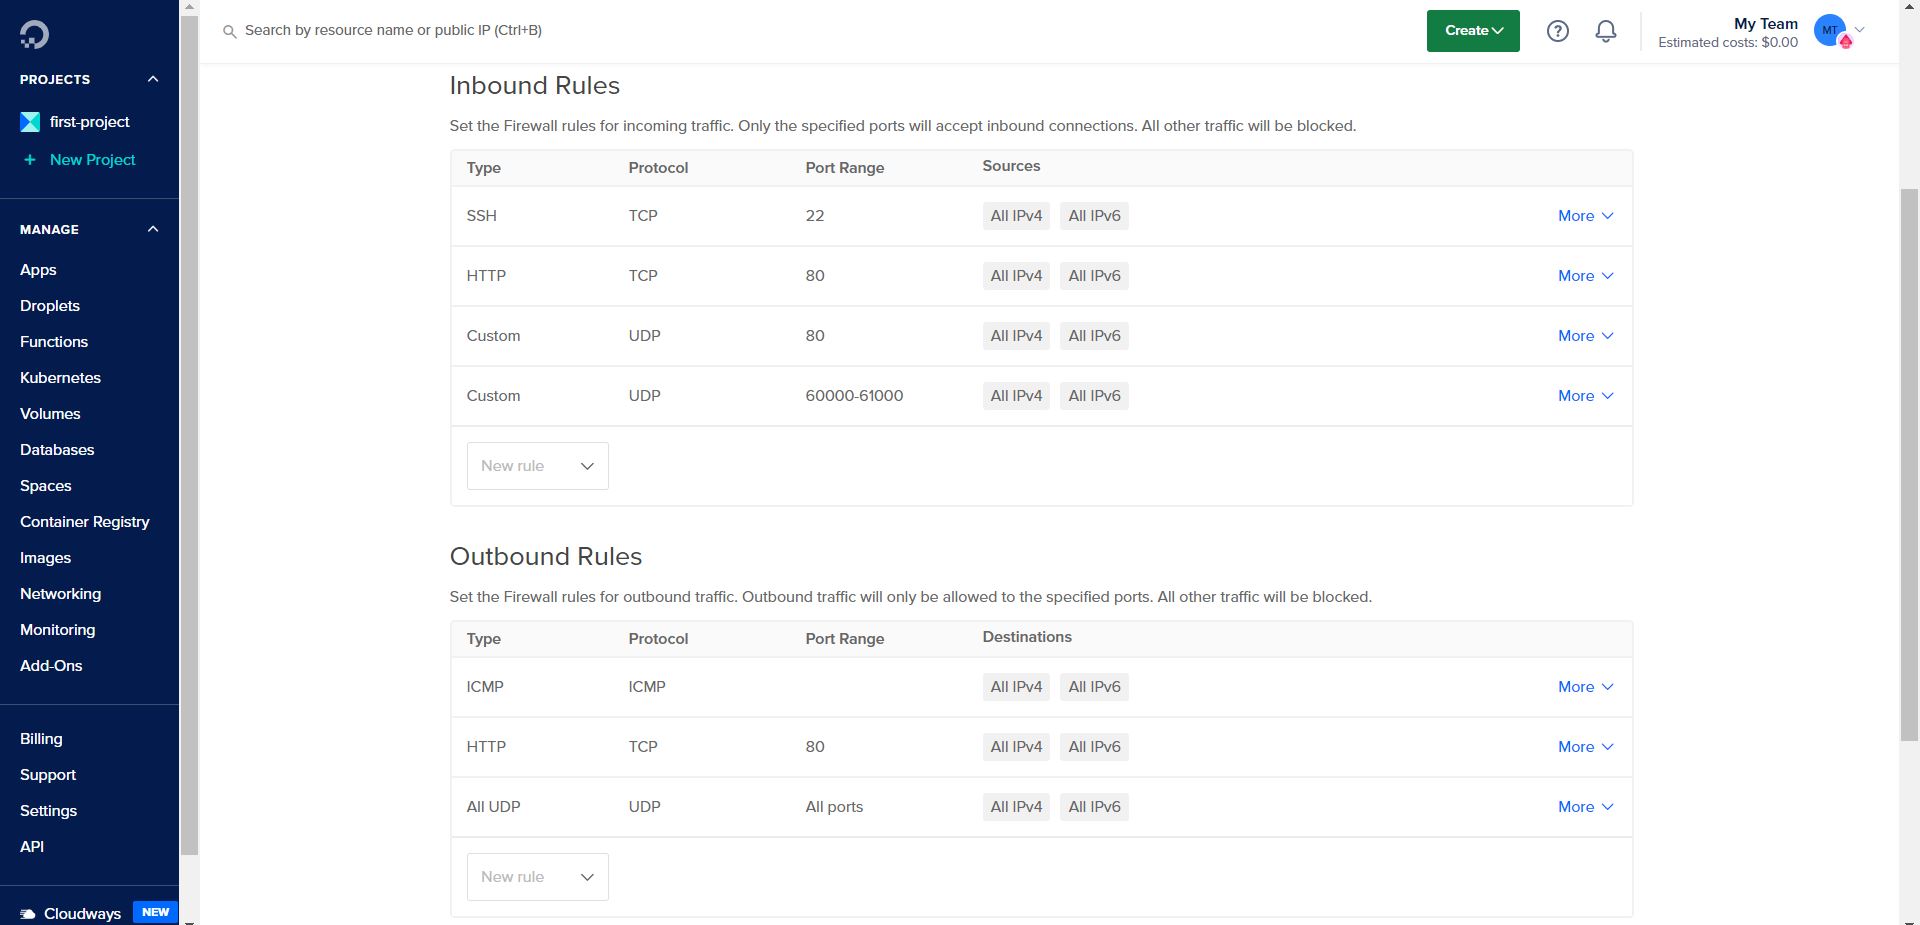 Search by resource name or public IP (Ctrl+B)
Create
My Team
Estimated costs: $0.00
MT
PROJECTS
first-project
+ New Project
MANAGE
Apps
Droplets
Functions
Kubernetes
Volumes
Databases
Spaces
Container Registry
Images
Networking
Monitoring
Add-Ons
Billing
Support
Settings
API
Cloudways NEW
Inbound Rules
Set the Firewall rules for incoming traffic. Only the specified ports will accept inbound connections. All other traffic will be blocked.
Type Protocol Port Range Sources
SSH TCP 22 All IPv4 All IPv6 More
HTTP TCP 80 All IPv4 All IPv6 More
Custom UDP 80 All IPv4 All IPv6 More
Custom UDP 60000-61000 All IPv4 All IPv6 More
New rule
Outbound Rules
Set the Firewall rules for outbound traffic. Outbound traffic will only be allowed to the specified ports. All other traffic will be blocked.
Type Protocol Port Range Destinations
ICMP ICMP All IPv4 All IPv6 More
HTTP TCP 80 All IPv4 All IPv6 More
All UDP UDP All ports All IPv4 All IPv6 More
New rule